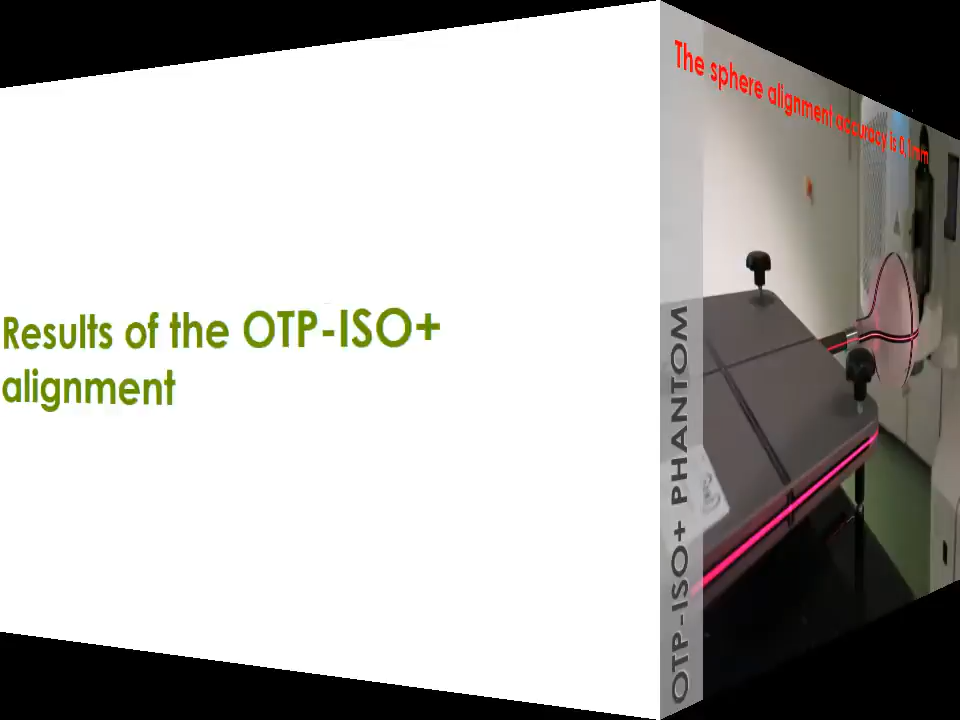 Results of the OTP-ISO+
alignment
The sphere alignment accuracy is 0.1mm
OTP-ISO+ PHANTOM